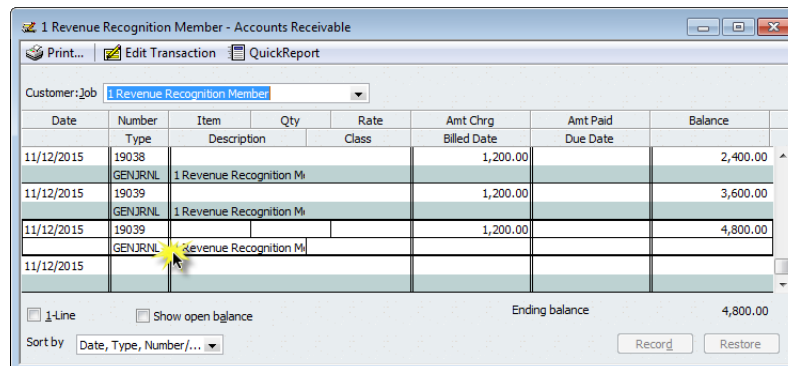 1 Revenue Recognition Member - Accounts Receivable
Print... Edit Transaction QuickReport
Customer:Job 1 Revenue Recognition Member
Date Number Item Qty Rate Amt Chrg Amt Paid Balance
Type Description Class Billed Date Due Date
11/12/2015 19038 1,200.00 2,400.00
GENJRNL 1 Revenue Recognition M
11/12/2015 19039 1,200.00 3,600.00
GENJRNL 1 Revenue Recognition M
11/12/2015 19039 1,200.00 4,800.00
GENJRNL Revenue Recognition M
11/12/2015
1-Line Show open balance Ending balance 4,800.00
Sort by Date, Type, Number/... Record Restore